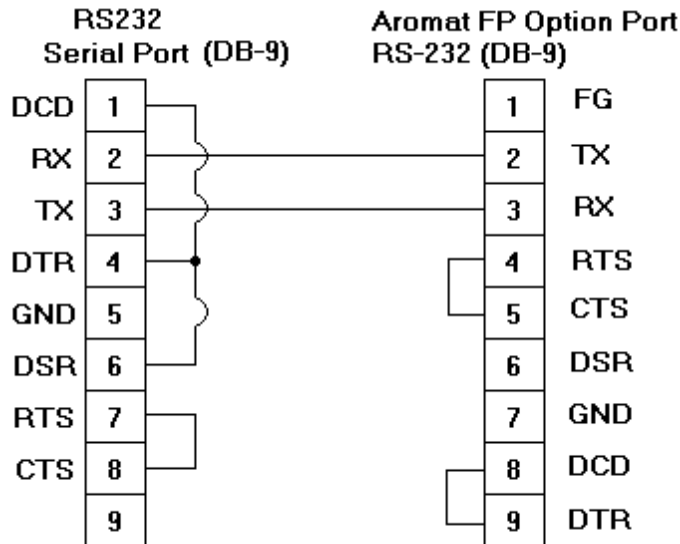 RS232
Serial Port (DB-9)
Aromat FP Option Port
RS-232 (DB-9)
DCD 1
RX 2
TX 3
DTR 4
GND 5
DSR 6
RTS 7
CTS 8
9
1 FG
2 TX
3 RX
4 RTS
5 CTS
6 DSR
7 GND
8 DCD
9 DTR